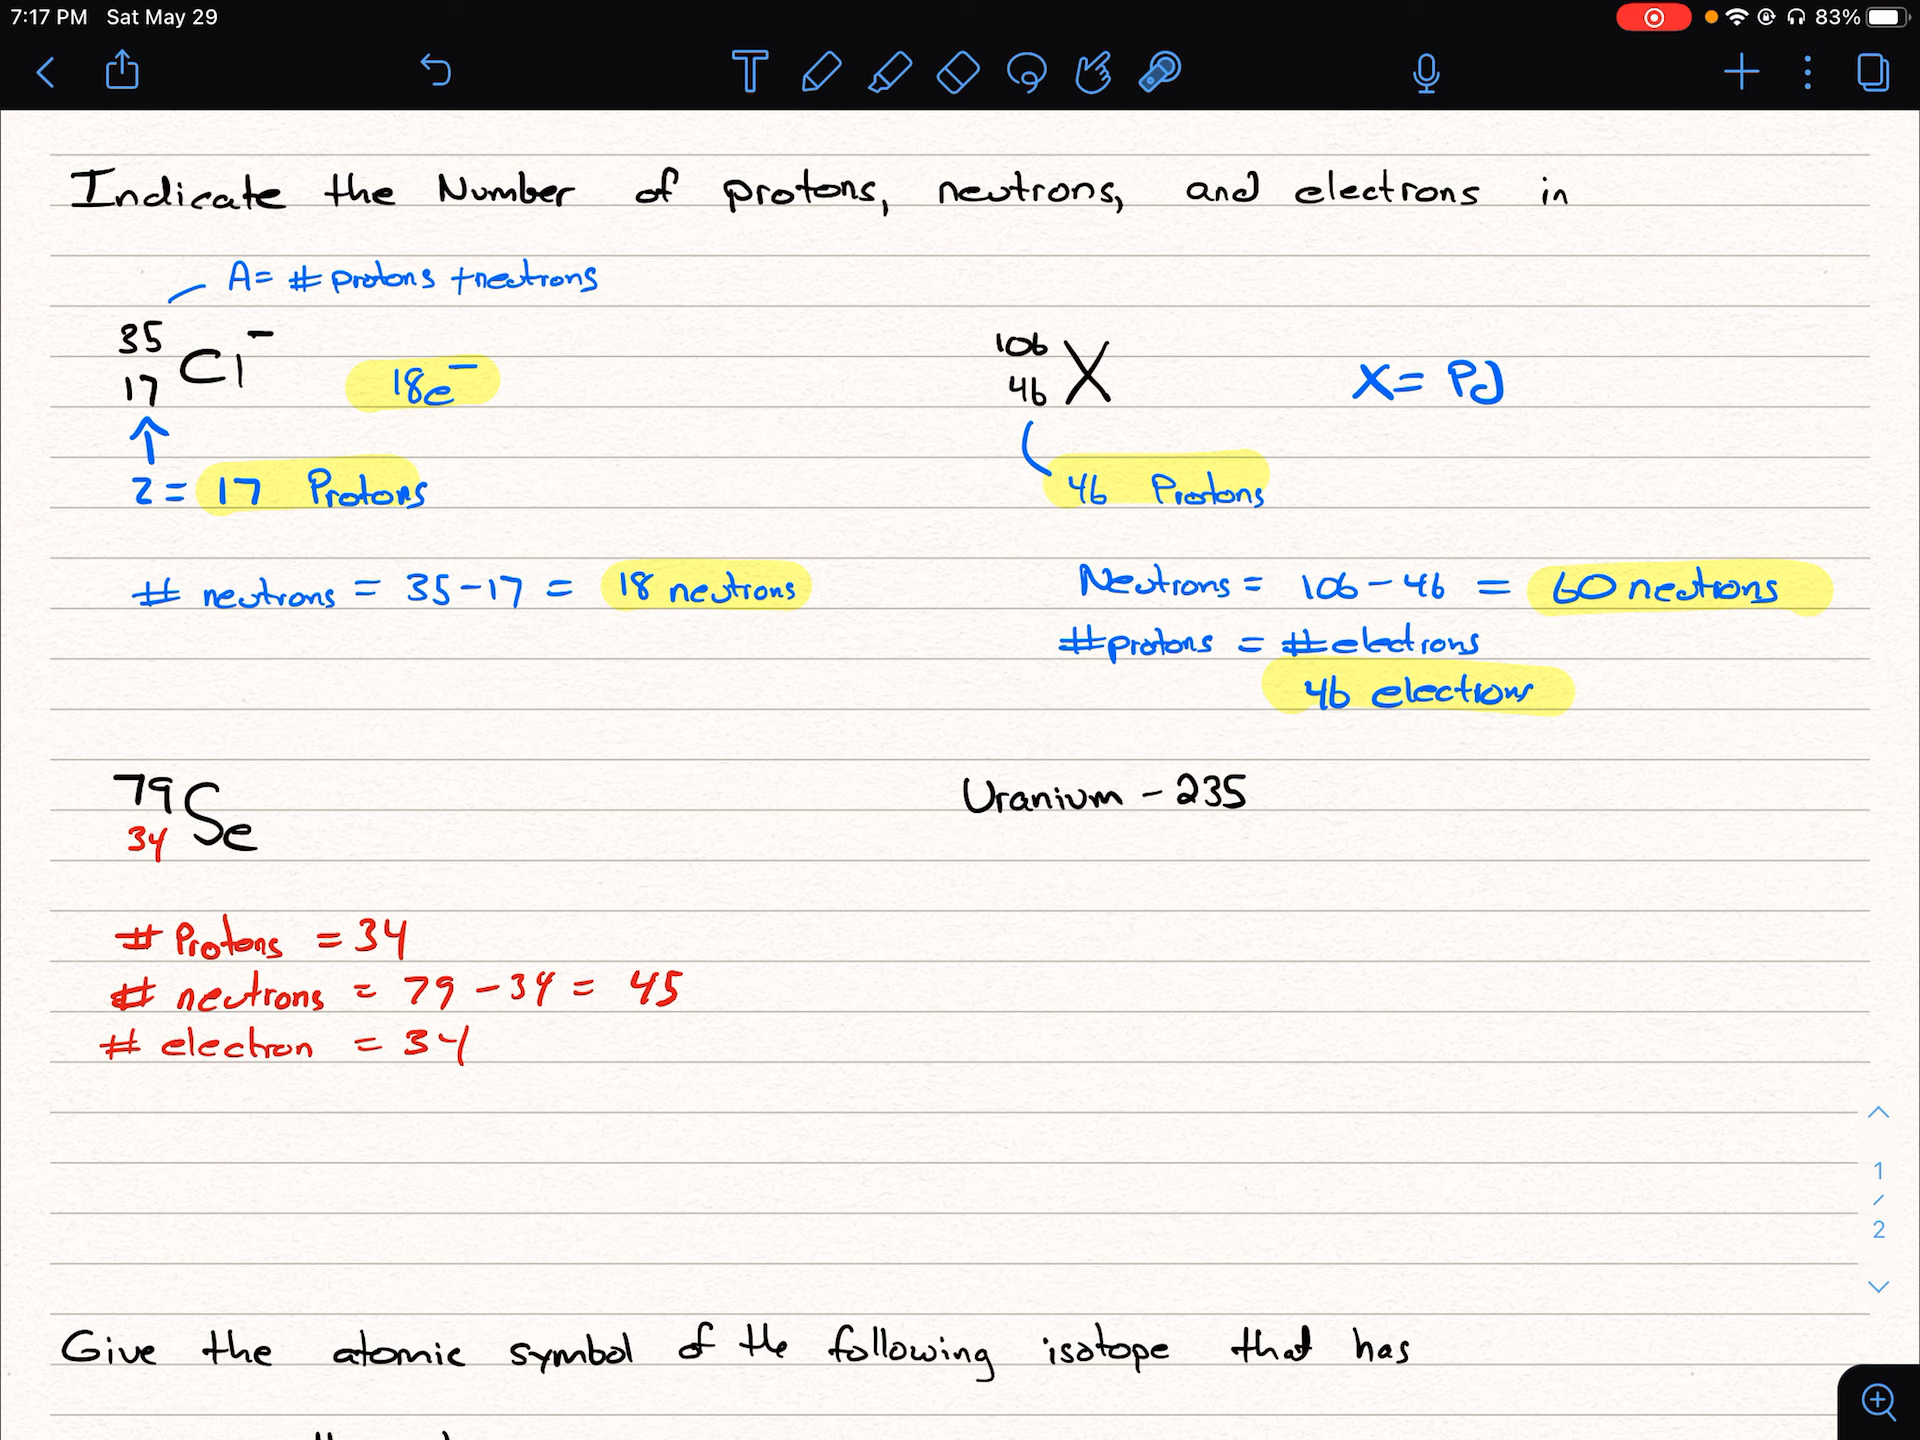 7:17 PM Sat May 29
83%
Indicate the Number of protons, neutrons, and electrons in
A= # protons +neutrons
35
17 Cl⁻
18e⁻
106
46 X
X= Pd
Z = 17 Protons
46 Protons
# neutrons = 35-17 = 18 neutrons
Neutrons = 106 - 46 = 60 neutrons
#protons = #electrons
46 electrons
79
34 Se
Uranium - 235
# Protons = 34
# neutrons = 79 - 34 = 45
# electron = 34
1
/
2
Give the atomic symbol of the following isotope that has